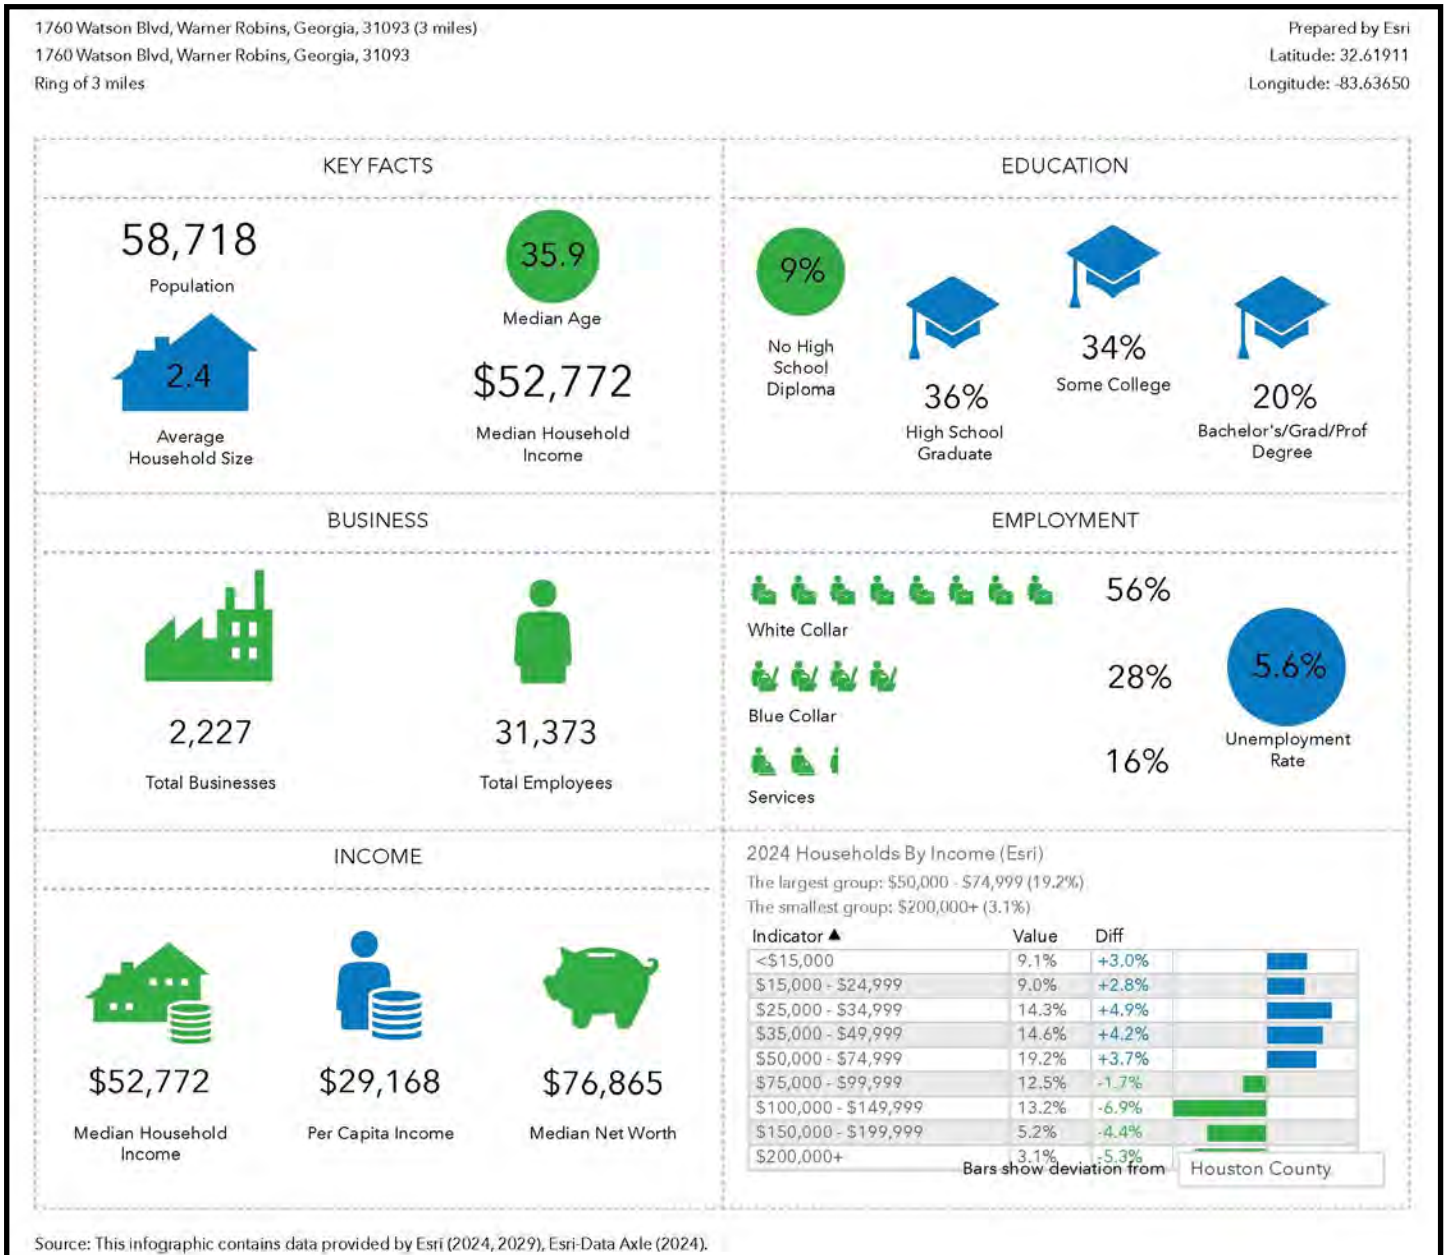 1760 Watson Blvd, Warner Robins, Georgia, 31093 (3 miles)
Prepared by Esri
1760 Watson Blvd, Warner Robins, Georgia, 31093
Latitude: 32.61911
Ring of 3 miles
Longitude: -83.63650
KEY FACTS
58,718
Population
35.9
Median Age
2.4
Average
Household Size
$52,772
Median Household
Income
EDUCATION
9%
No High
School
Diploma
36%
High School
Graduate
34%
Some College
20%
Bachelor's/Grad/Prof
Degree
BUSINESS
2,227
Total Businesses
31,373
Total Employees
EMPLOYMENT
56%
White Collar
28%
Blue Collar
16%
Services
5.6%
Unemployment
Rate
INCOME
$52,772
Median Household
Income
$29,168
Per Capita Income
$76,865
Median Net Worth
2024 Households By Income (Esri)
The largest group: $50,000 - $74,999 (19.2%)
The smallest group: $200,000+ (3.1%)
Indicator ▲ Value Diff
<$15,000 9.1% +3.0%
$15,000 - $24,999 9.0% +2.8%
$25,000 - $34,999 14.3% +4.9%
$35,000 - $49,999 14.6% +4.2%
$50,000 - $74,999 19.2% +3.7%
$75,000 - $99,999 12.5% -1.7%
$100,000 - $149,999 13.2% -6.9%
$150,000 - $199,999 5.2% -4.4%
$200,000+ 3.1% -5.3%
Bars show deviation from Houston County
Source: This infographic contains data provided by Esri (2024, 2029), Esri-Data Axle (2024).